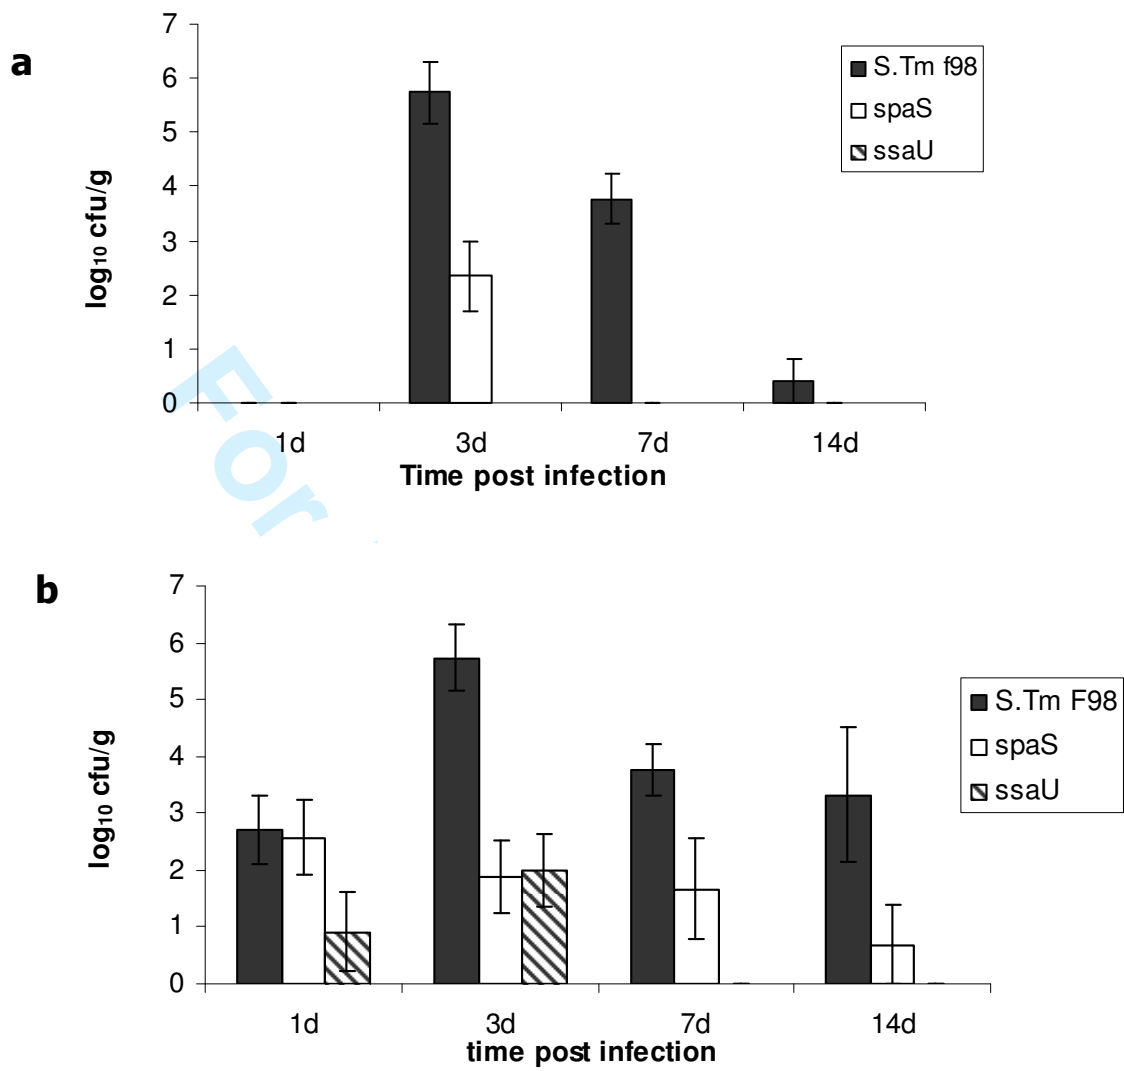 a
7
6
5
4
3
2
1
0
log10 cfu/g
1d 3d 7d 14d
Time post infection
S.Tm f98
spaS
ssaU
For
b
7
6
5
4
3
2
1
0
log10 cfu/g
1d 3d 7d 14d
time post infection
S.Tm F98
spaS
ssaU